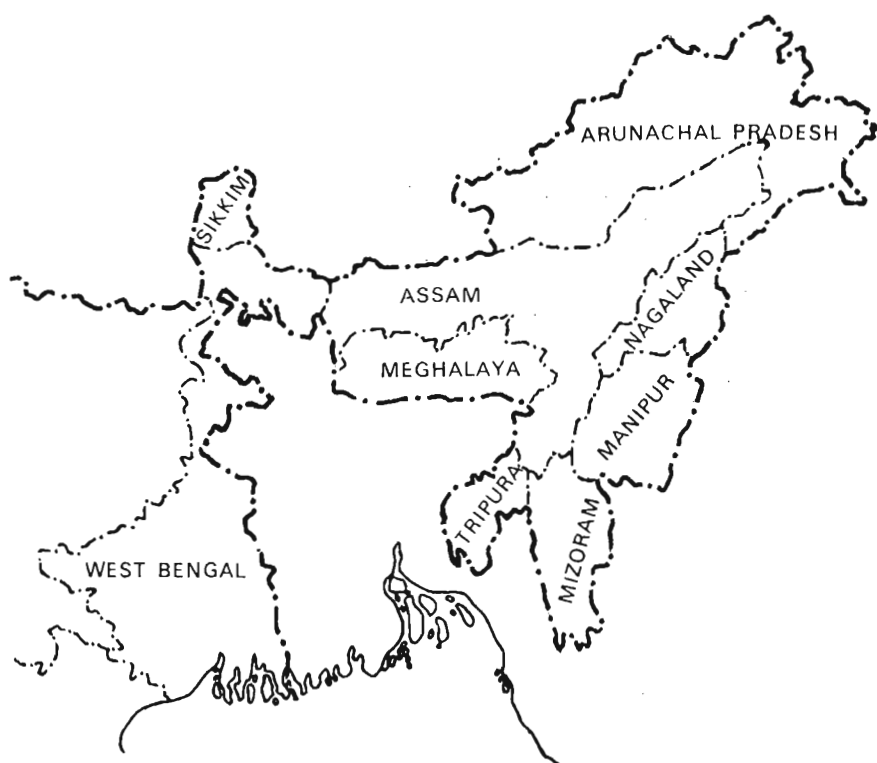 ARUNACHAL PRADESH
SIKKIM
ASSAM
NAGALAND
MEGHALAYA
MANIPUR
TRIPURA
MIZORAM
WEST BENGAL